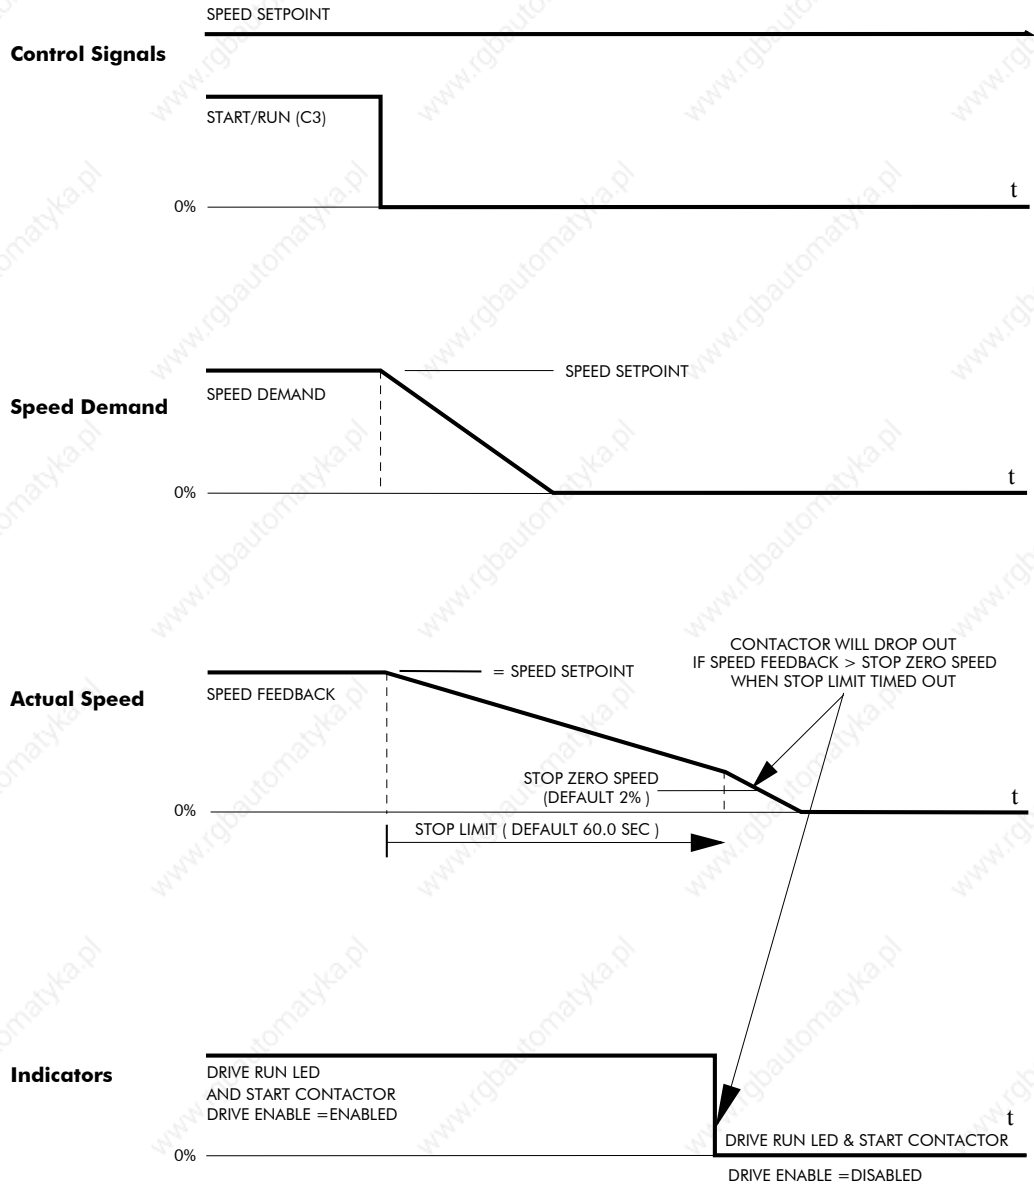 SPEED SETPOINT
Control Signals
START/RUN (C3)
0%
t
SPEED SETPOINT
Speed Demand
SPEED DEMAND
0%
t
CONTACTOR WILL DROP OUT
IF SPEED FEEDBACK > STOP ZERO SPEED
WHEN STOP LIMIT TIMED OUT
= SPEED SETPOINT
Actual Speed
SPEED FEEDBACK
STOP ZERO SPEED
(DEFAULT 2% )
0%
t
STOP LIMIT ( DEFAULT 60.0 SEC )
Indicators
DRIVE RUN LED
AND START CONTACTOR
DRIVE ENABLE =ENABLED
t
DRIVE RUN LED & START CONTACTOR
0%
DRIVE ENABLE =DISABLED
www.rgbautomatyka.pl